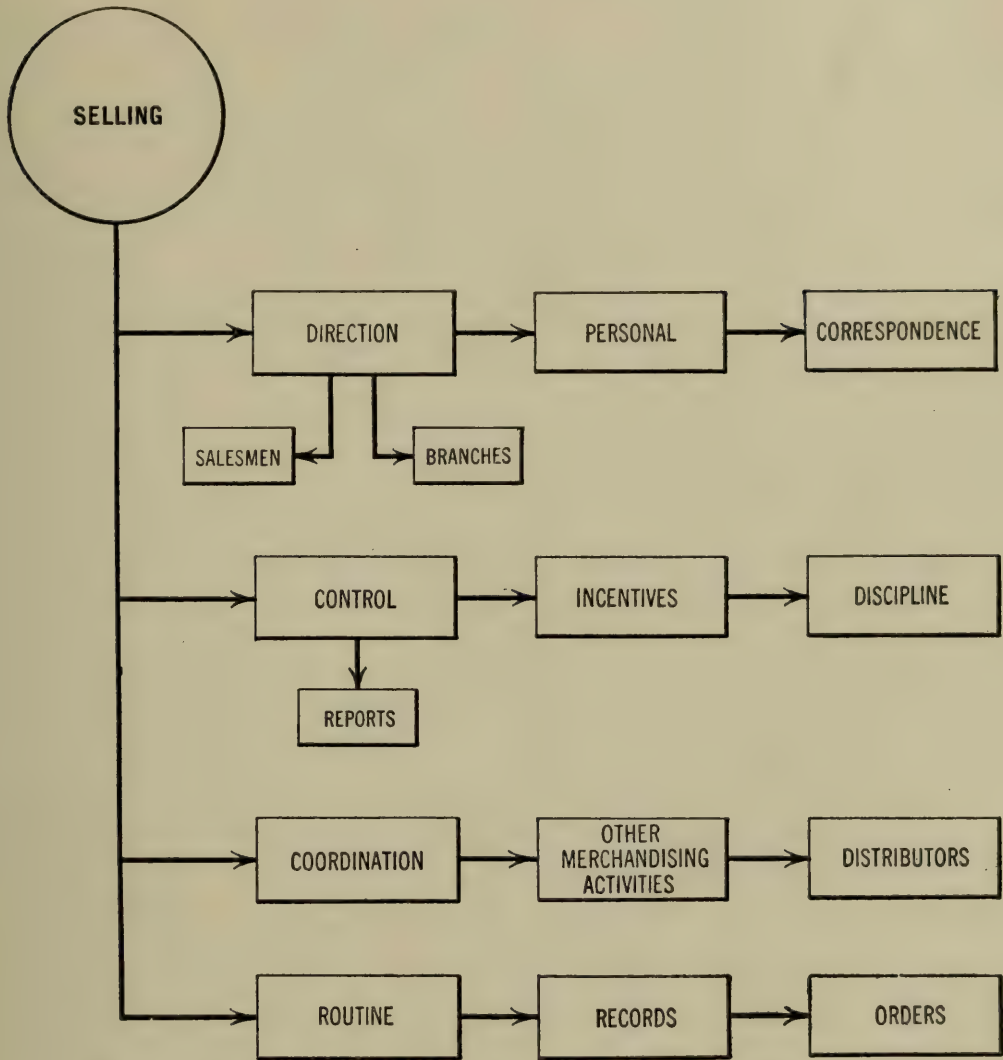 SELLING
DIRECTION
PERSONAL
CORRESPONDENCE
SALESMEN
BRANCHES
CONTROL
INCENTIVES
DISCIPLINE
REPORTS
COORDINATION
OTHER
MERCHANDISING
ACTIVITIES
DISTRIBUTORS
ROUTINE
RECORDS
ORDERS